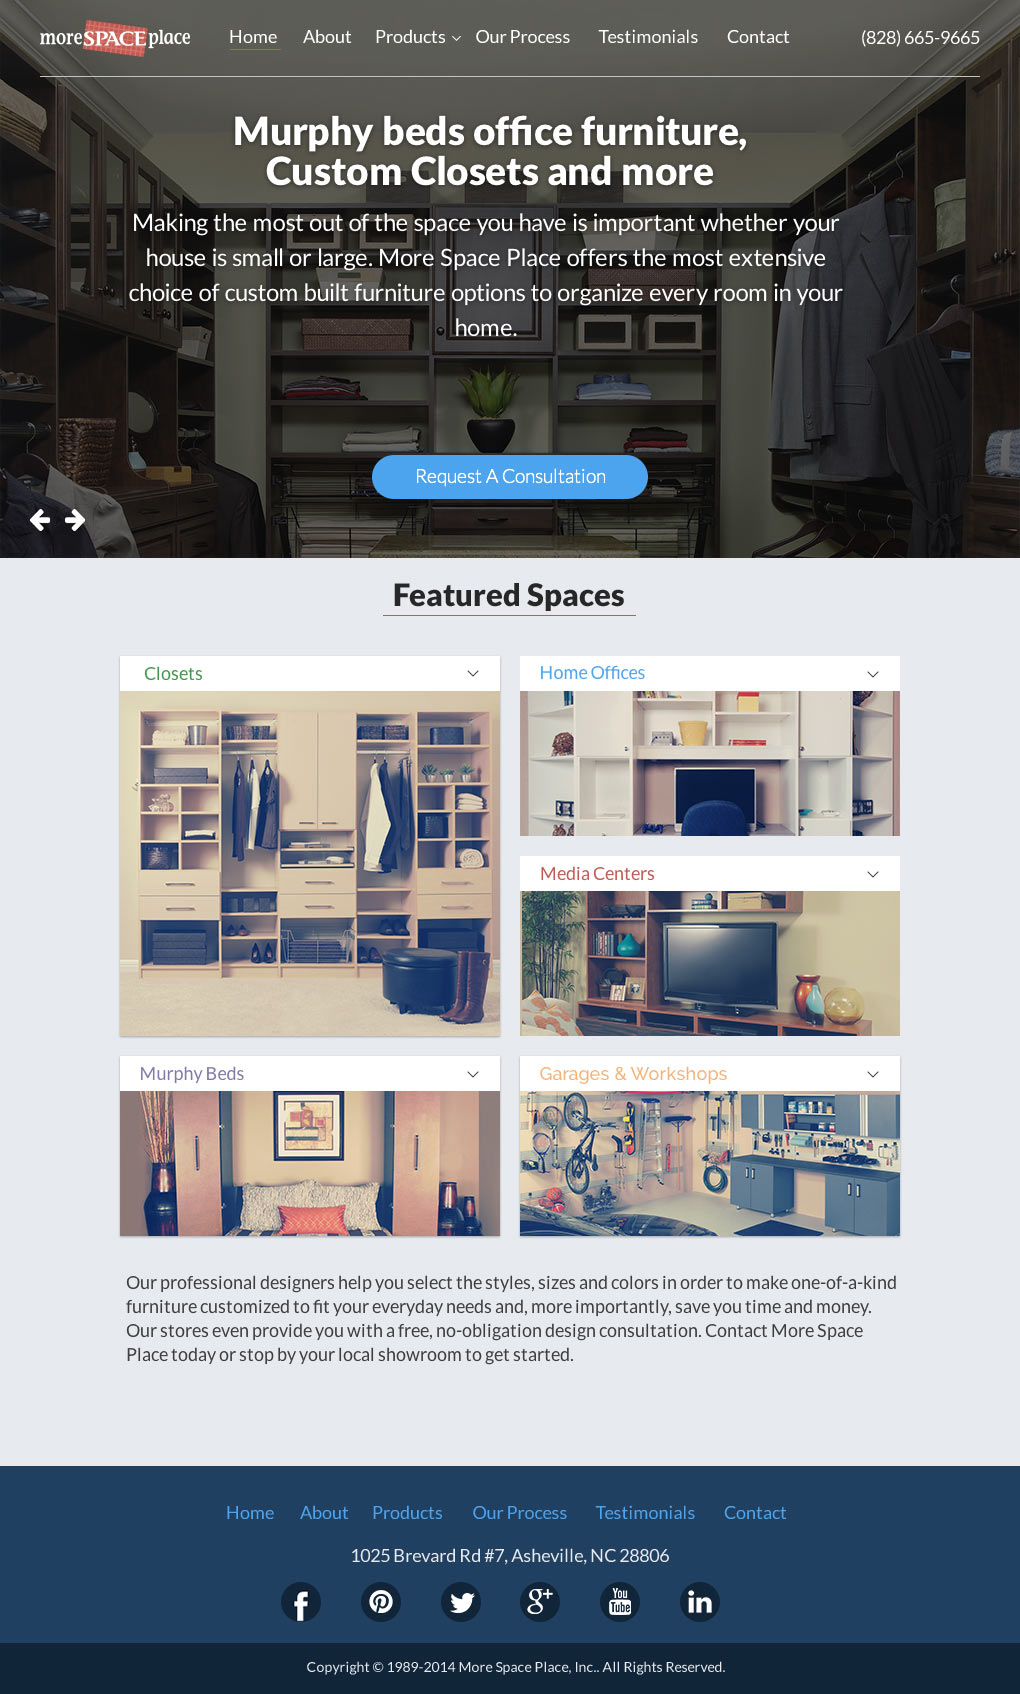 more SPACE place
Home About Products Our Process Testimonials Contact (828) 665-9665
Murphy beds office furniture,
Custom Closets and more
Making the most out of the space you have is important whether your
house is small or large. More Space Place offers the most extensive
choice of custom built furniture options to organize every room in your
home.
Request A Consultation
Featured Spaces
Closets
Home Offices
Media Centers
Murphy Beds
Garages & Workshops
Our professional designers help you select the styles, sizes and colors in order to make one-of-a-kind
furniture customized to fit your everyday needs and, more importantly, save you time and money.
Our stores even provide you with a free, no-obligation design consultation. Contact More Space
Place today or stop by your local showroom to get started.
Home About Products Our Process Testimonials Contact
1025 Brevard Rd #7, Asheville, NC 28806
f g+ You Tube in
Copyright © 1989-2014 More Space Place, Inc.. All Rights Reserved.